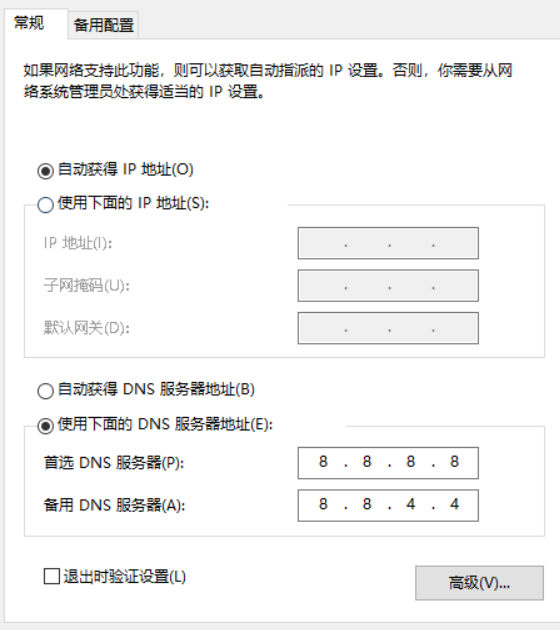 常规
备用配置
如果网络支持此功能，则可以获取自动指派的 IP 设置。否则，你需要从网
络系统管理员处获得适当的 IP 设置。
自动获得 IP 地址(O)
使用下面的 IP 地址(S):
IP 地址(I):
. . .
子网掩码(U):
. . .
默认网关(D):
. . .
自动获得 DNS 服务器地址(B)
使用下面的 DNS 服务器地址(E):
首选 DNS 服务器(P):
8 . 8 . 8 . 8
备用 DNS 服务器(A):
8 . 8 . 4 . 4
退出时验证设置(L)
高级(V)...